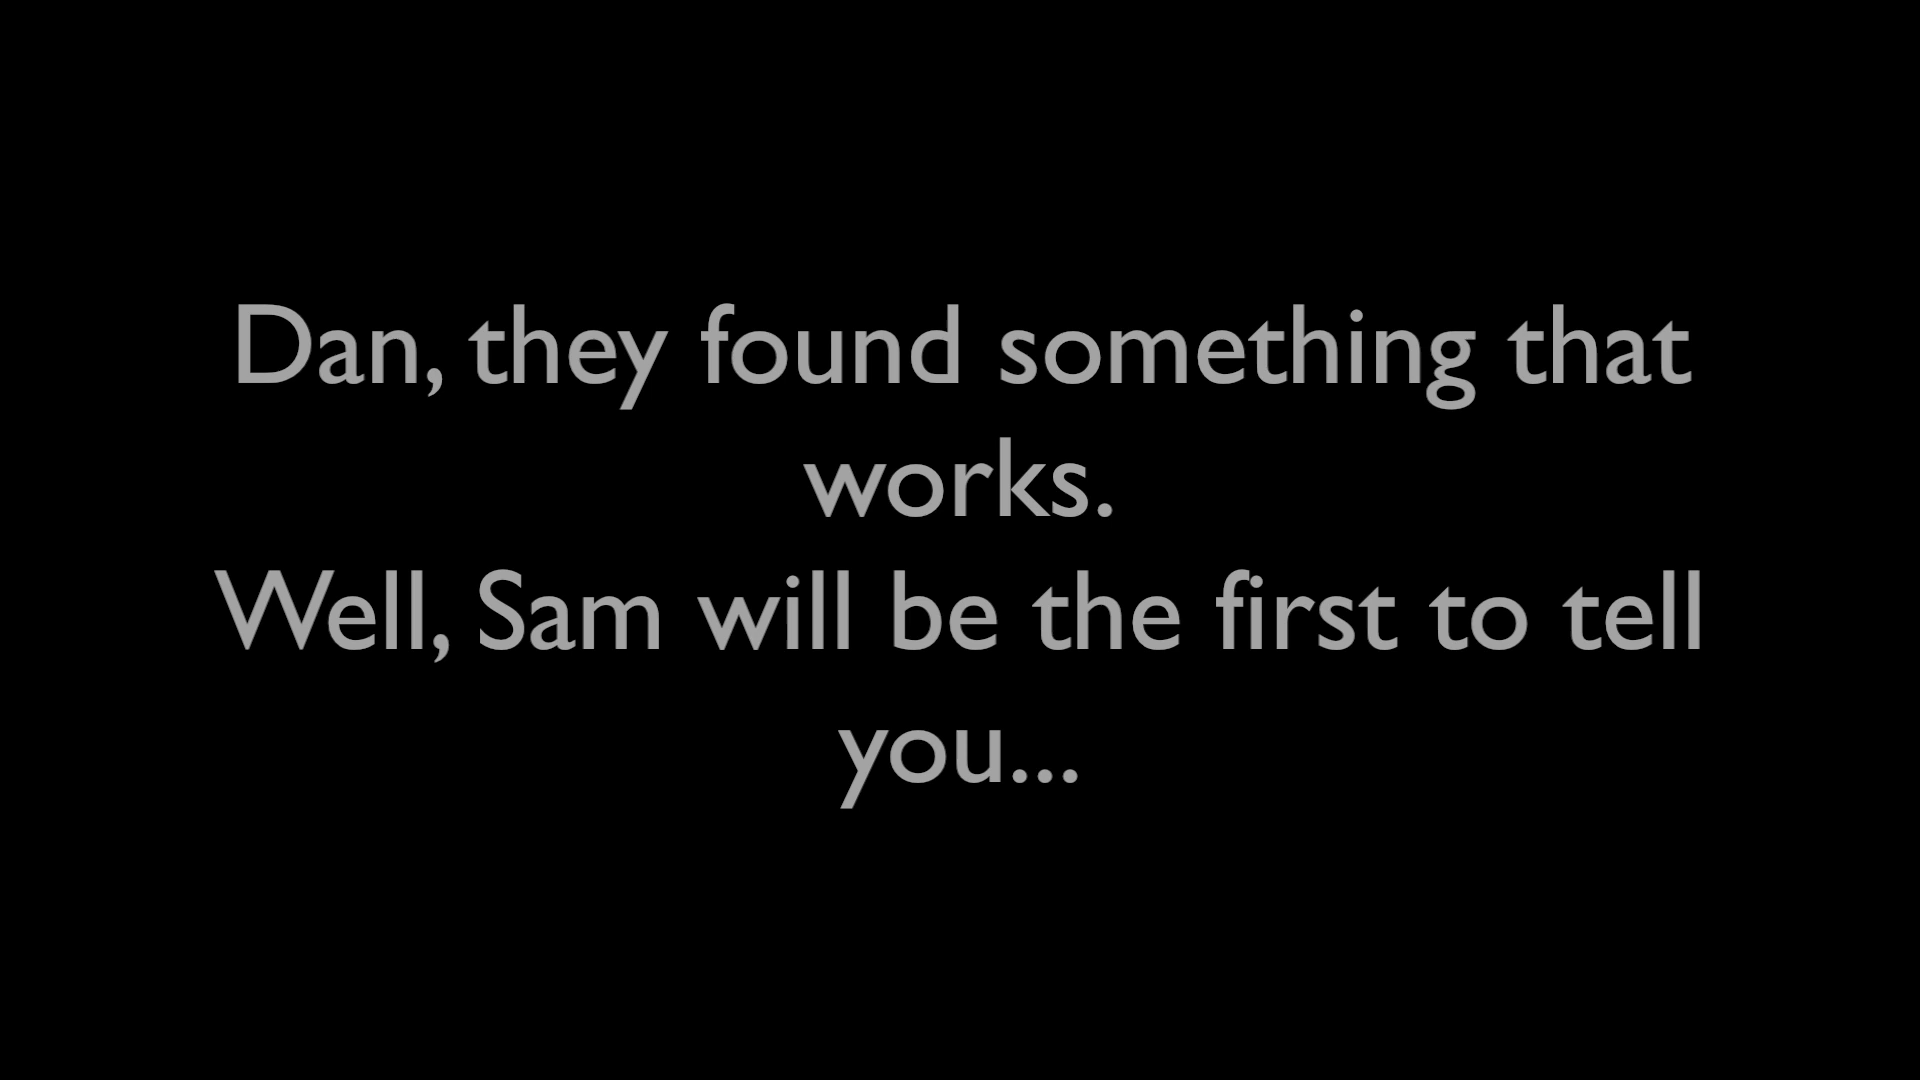 Dan, they found something that
works.
Well, Sam will be the first to tell
you...